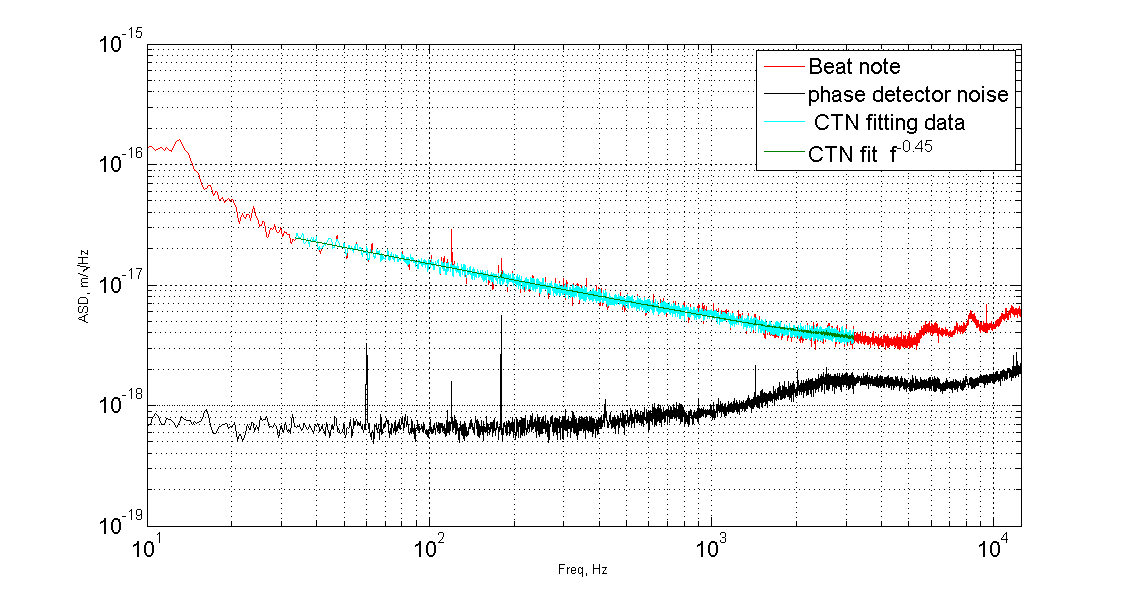 10^-15
10^-16
10^-17
10^-18
10^-19
ASD, m/√Hz
Beat note
phase detector noise
CTN fitting data
CTN fit f^-0.45
10^1
10^2
10^3
10^4
Freq, Hz